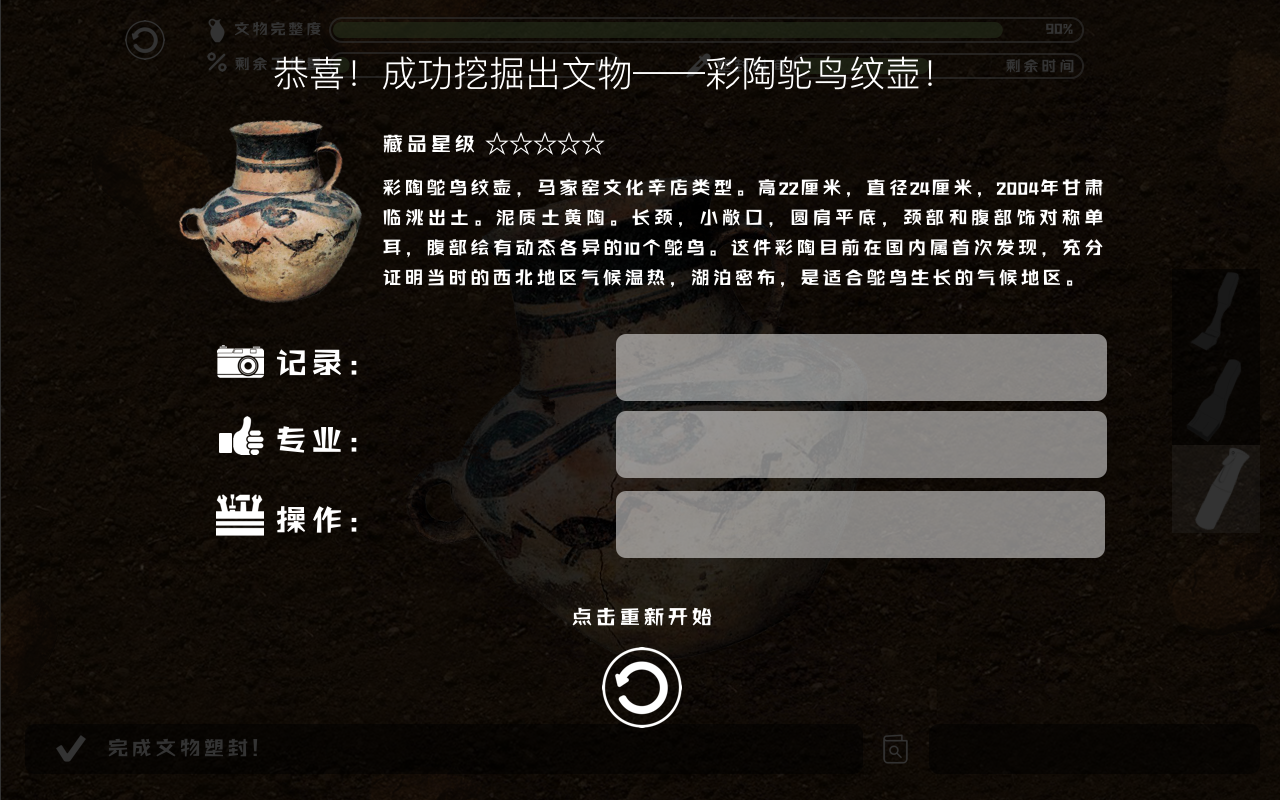 文物完整度
90%
剩余
剩余时间
恭喜！成功挖掘出文物——彩陶鸵鸟纹壶！
藏品星级 ☆☆☆☆☆
彩陶鸵鸟纹壶，马家窑文化辛店类型。高22厘米，直径24厘米，2004年甘肃
临洮出土。泥质土黄陶。长颈，小敞口，圆肩平底，颈部和腹部饰对称单
耳，腹部绘有动态各异的10个鸵鸟。这件彩陶目前在国内属首次发现，充分
证明当时的西北地区气候温热，湖泊密布，是适合鸵鸟生长的气候地区。
记录：
专业：
操作：
点击重新开始
完成文物塑封！